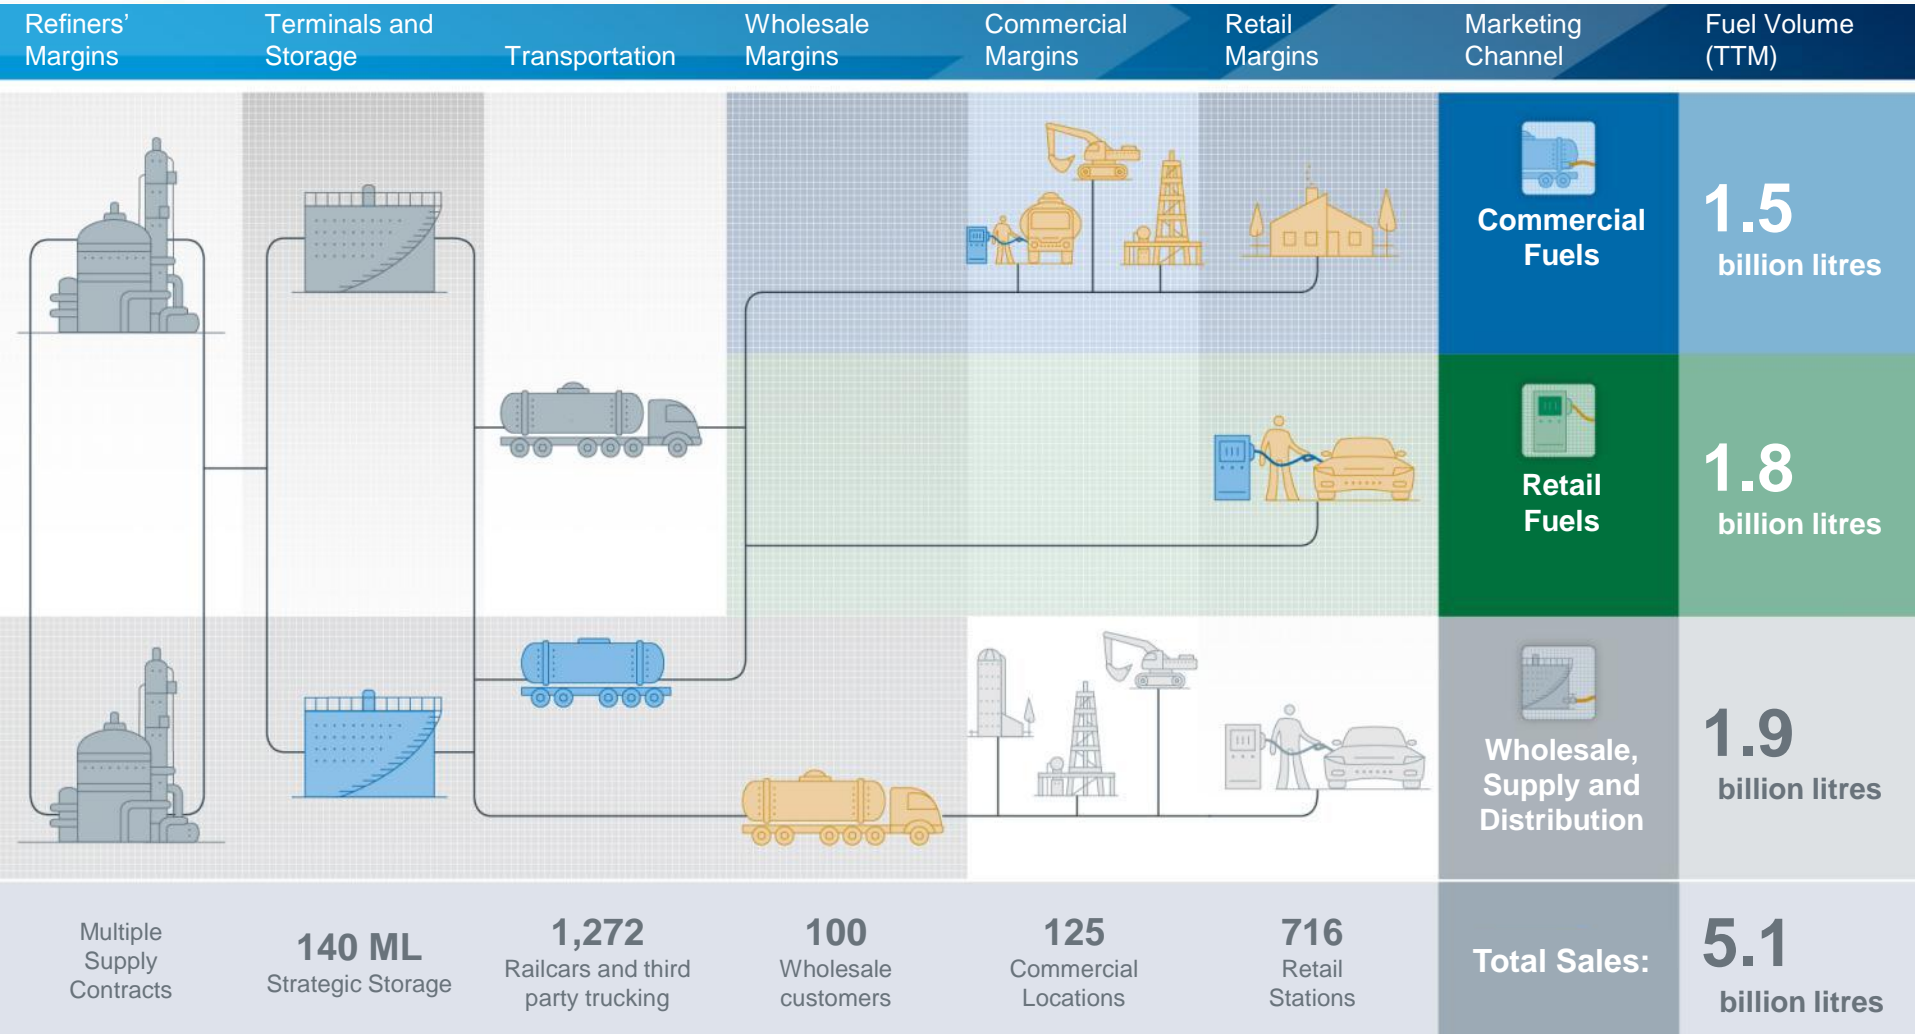 Refiners’
Margins
Terminals and
Storage
Transportation
Wholesale
Margins
Commercial
Margins
Retail
Margins
Marketing
Channel
Fuel Volume
(TTM)
Commercial
Fuels
1.5
billion litres
Retail
Fuels
1.8
billion litres
Wholesale,
Supply and
Distribution
1.9
billion litres
Multiple
Supply
Contracts
140 ML
Strategic Storage
1,272
Railcars and third
party trucking
100
Wholesale
customers
125
Commercial
Locations
716
Retail
Stations
Total Sales:
5.1
billion litres